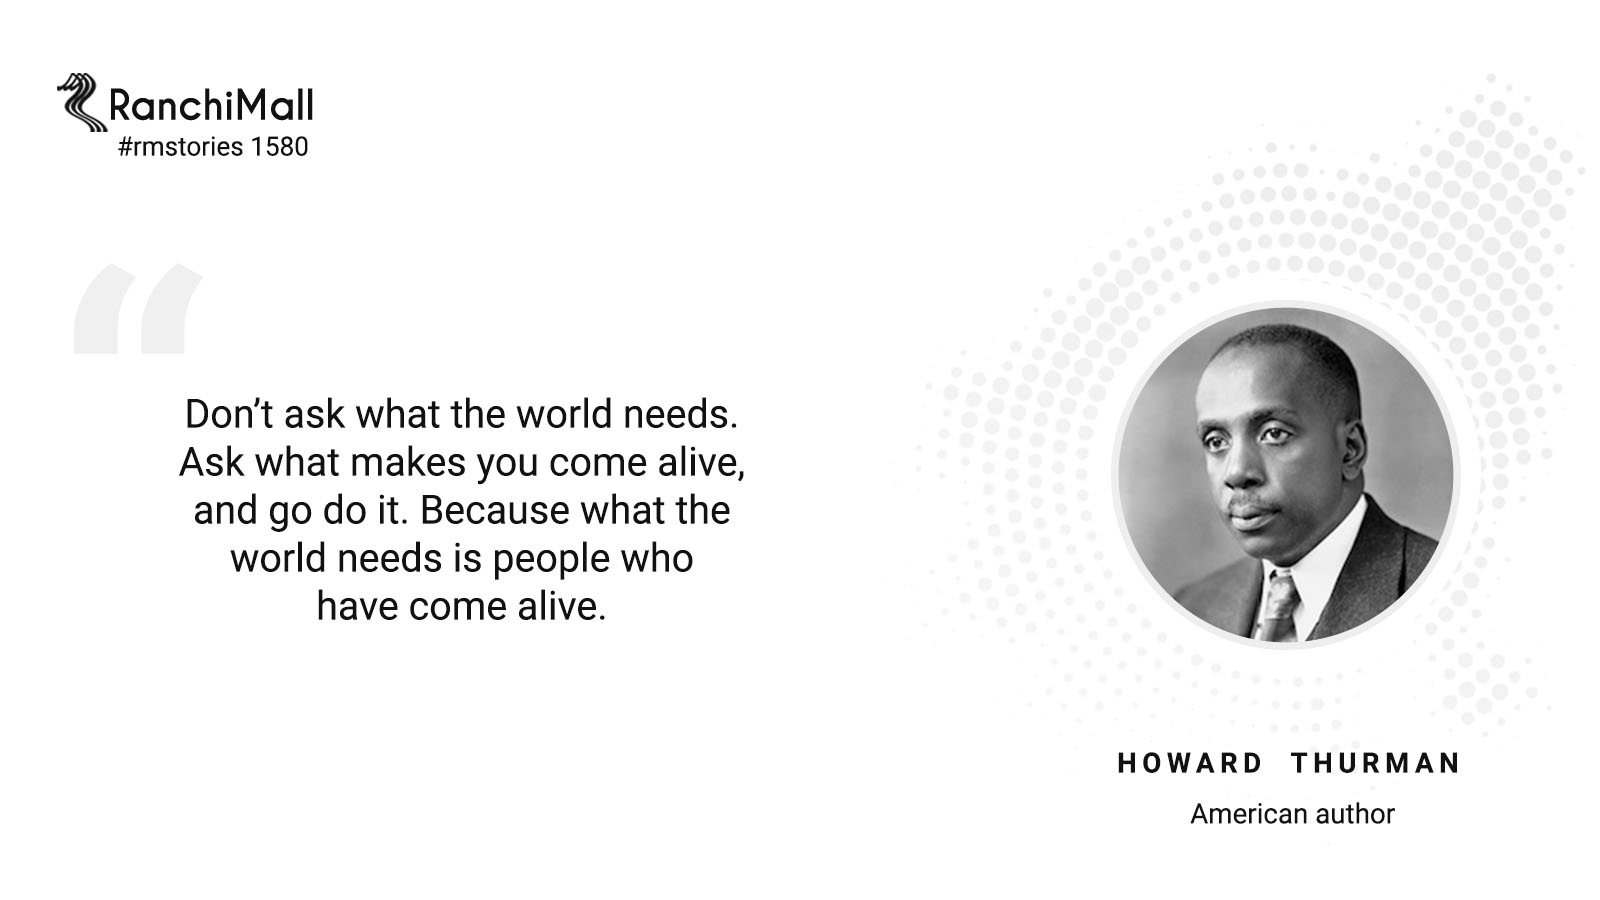 RanchiMall
#rmstories 1580
“
Don’t ask what the world needs.
Ask what makes you come alive,
and go do it. Because what the
world needs is people who
have come alive.
HOWARD THURMAN
American author